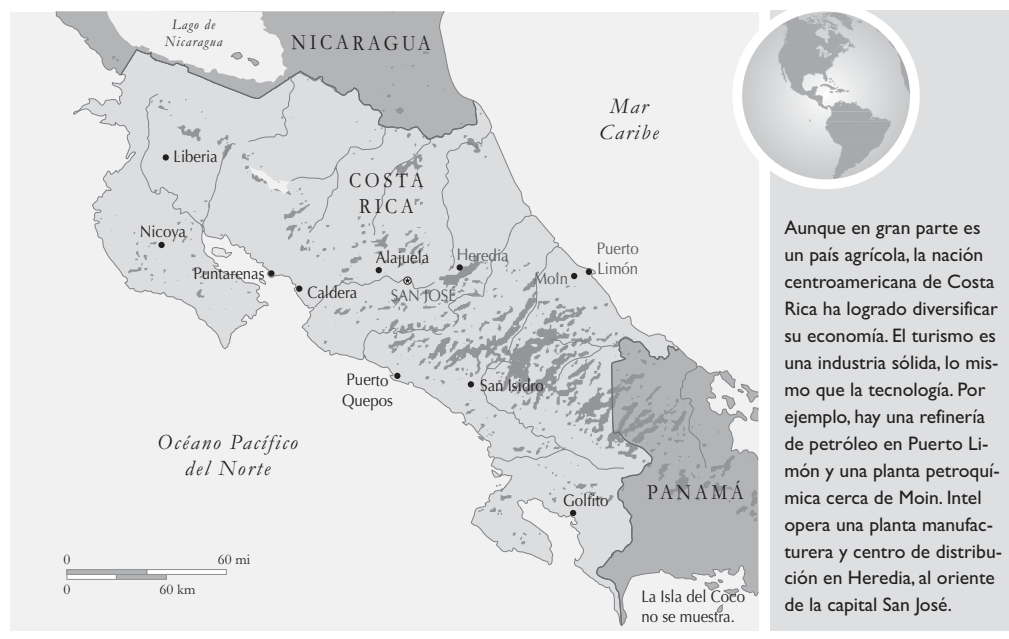 Lago de
Nicaragua
NICARAGUA
Mar
Caribe
Liberia
COSTA
RICA
Nicoya
Alajuela
Heredia
Puerto
Limón
Puntarenas
MoIn
Caldera
SAN JOSÉ
Puerto
Quepos
San Isidro
Océano Pacífico
del Norte
PANAMÁ
Golfito
0
60 mi
0
60 km
La Isla del Coco
no se muestra.
Aunque en gran parte es
un país agrícola, la nación
centroamericana de Costa
Rica ha logrado diversificar
su economía. El turismo es
una industria sólida, lo mis-
mo que la tecnología. Por
ejemplo, hay una refinería
de petróleo en Puerto Li-
món y una planta petroquí-
mica cerca de Moin. Intel
opera una planta manufac-
turera y centro de distribu-
ción en Heredia, al oriente
de la capital San José.